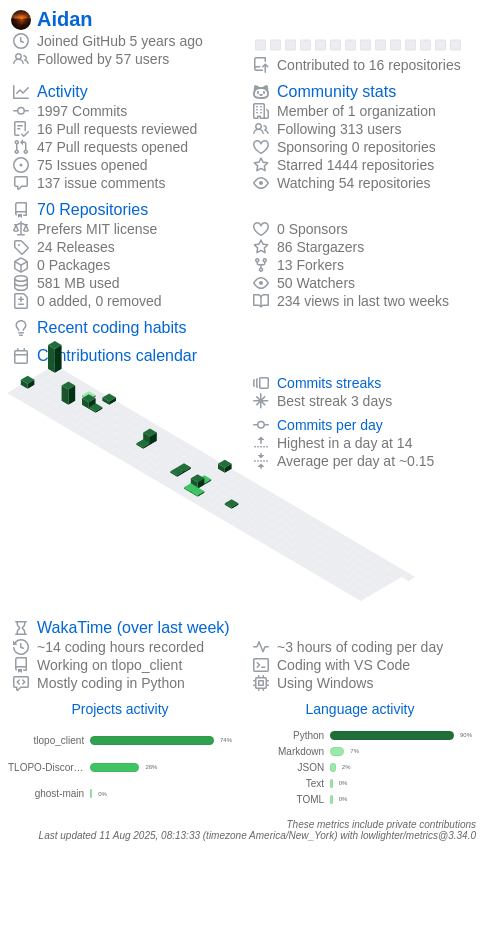 Aidan
Joined GitHub 5 years ago
Followed by 57 users
Contributed to 16 repositories
Activity
1997 Commits
16 Pull requests reviewed
47 Pull requests opened
75 Issues opened
137 issue comments
Community stats
Member of 1 organization
Following 313 users
Sponsoring 0 repositories
Starred 1444 repositories
Watching 54 repositories
70 Repositories
Prefers MIT license
24 Releases
0 Packages
581 MB used
0 added, 0 removed
0 Sponsors
86 Stargazers
13 Forkers
50 Watchers
234 views in last two weeks
Recent coding habits
Contributions calendar
Commits streaks
Best streak 3 days
Commits per day
Highest in a day at 14
Average per day at ~0.15
WakaTime (over last week)
~14 coding hours recorded
Working on tlopo_client
Mostly coding in Python
~3 hours of coding per day
Coding with VS Code
Using Windows
Projects activity
tlopo_client 74%
TLOPO-Discor… 26%
ghost-main 0%
Language activity
Python 90%
Markdown 7%
JSON 2%
Text 0%
TOML 0%
These metrics include private contributions
Last updated 11 Aug 2025, 08:13:33 (timezone America/New_York) with lowlighter/metrics@3.34.0